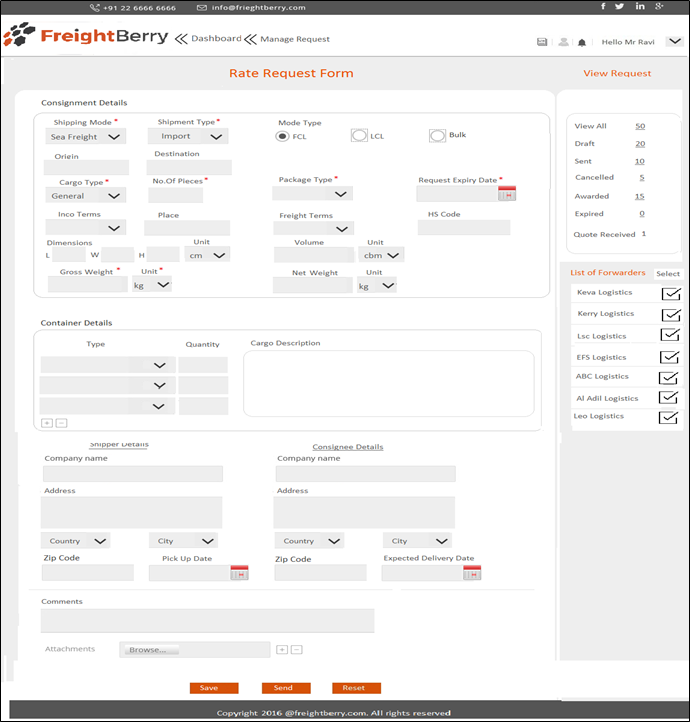 +91 22 6666 6666 info@frieghtberry.com f in g+
FreightBerry Dashboard Manage Request Hello Mr Ravi
Rate Request Form
Consignment Details
Shipping Mode * Shipment Type * Mode Type
Sea Freight Import FCL LCL Bulk
Oriein Destination
Cargo Type * No.Of Pieces * Package Type * Request Expiry Date *
General
Inco Terms Place Freight Terms HS Code
Dimensions Unit Volume Unit
L W H cm cbm
Gross Weight * Unit * Net Weight Unit
kg kg
Container Details
Type Quantity Cargo Description
+ −
Shipper Details Consignee Details
Company name Company name
Address Address
Country City Country City
Zip Code Pick Up Date Zip Code Expected Delivery Date
Comments
Attachments Browse... + −
Save Send Reset
View Request
View All 50
Draft 20
Sent 10
Cancelled 5
Awarded 15
Expired 0
Quote Received 1
List of Forwarders Select
Keva Logistics
Kerry Logistics
Lsc Logistics
EFS Logistics
ABC Logistics
Al Adil Logistics
Leo Logistics
Copyright 2016 @freightberry.com. All rights reserved